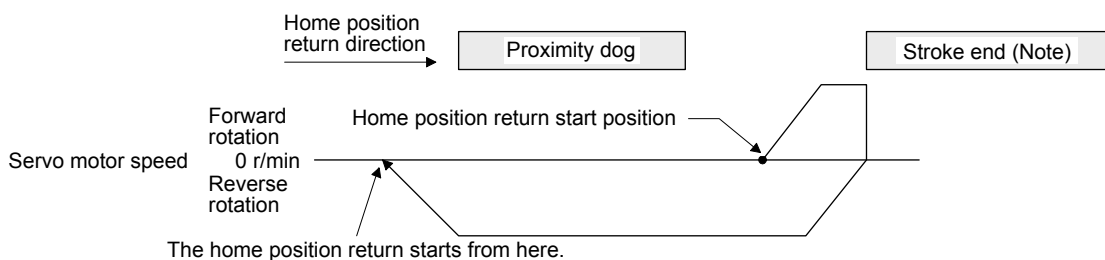 Home position
return direction
Proximity dog
Stroke end (Note)
Forward
rotation
Home position return start position
Servo motor speed
0 r/min
Reverse
rotation
The home position return starts from here.